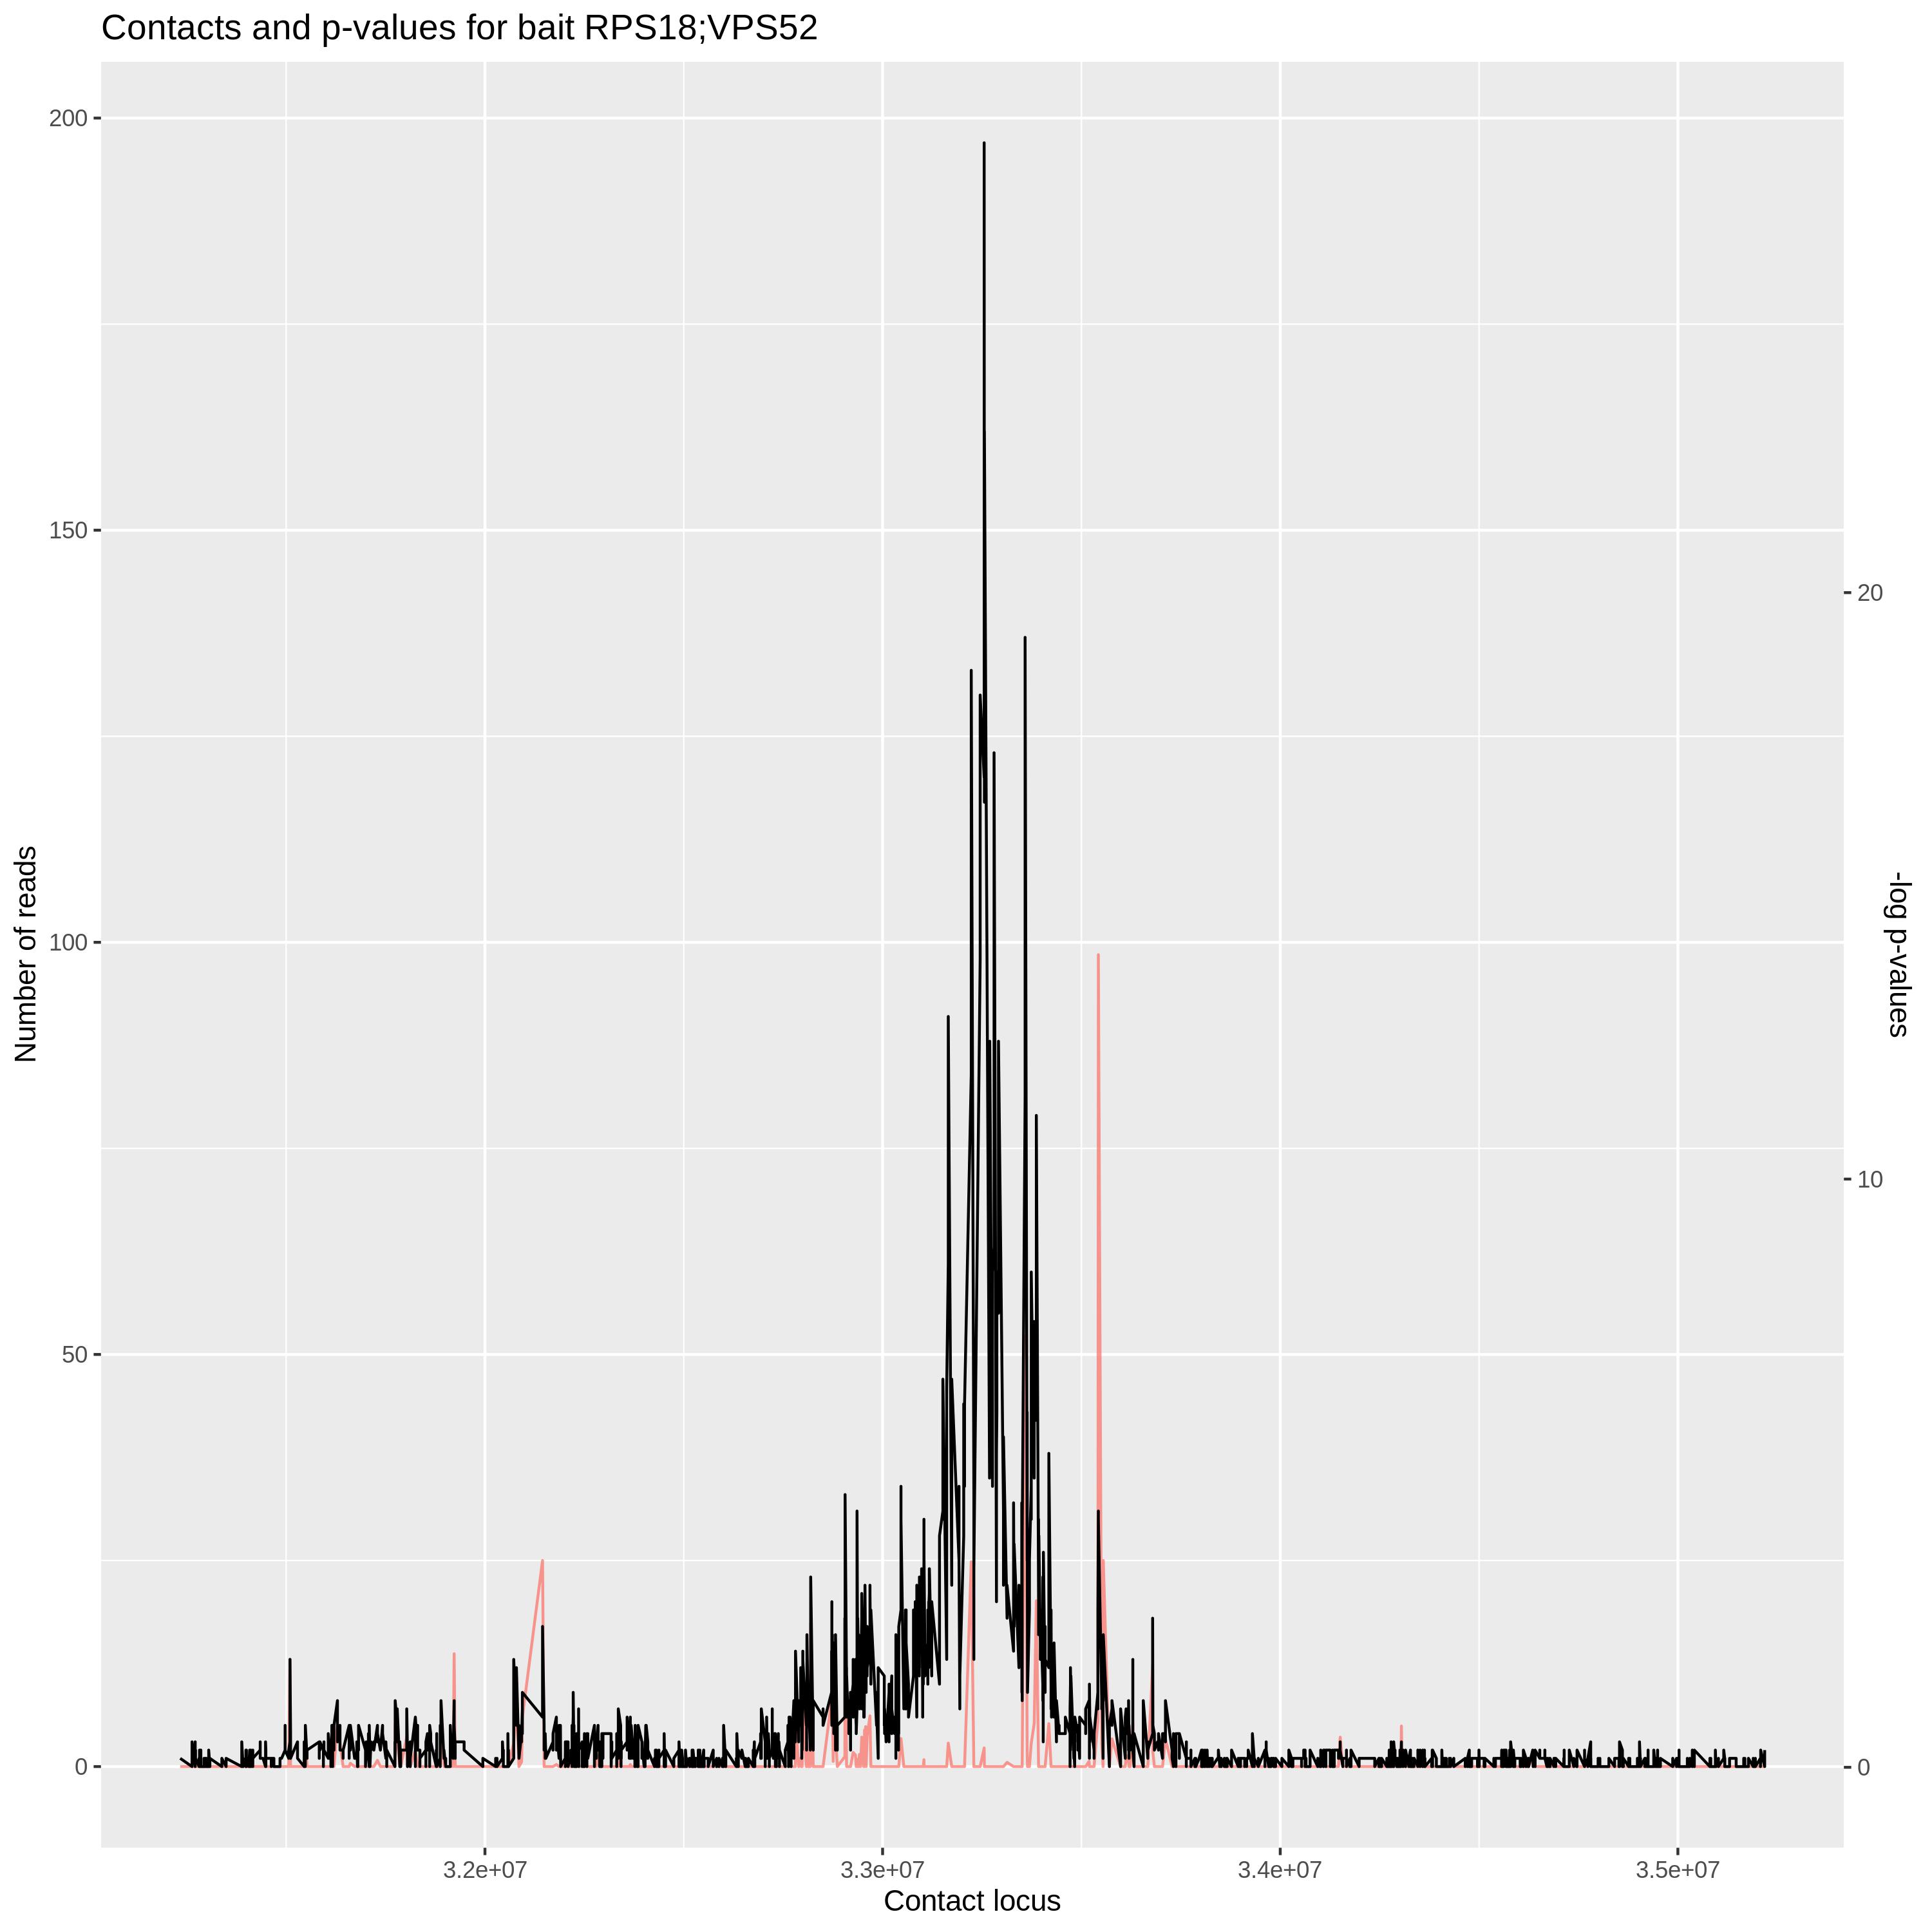 Contacts and p-values for bait RPS18;VPS52
200
150
100
50
0
Number of reads
20
10
0
-log p-values
3.2e+07
3.3e+07
3.4e+07
3.5e+07
Contact locus